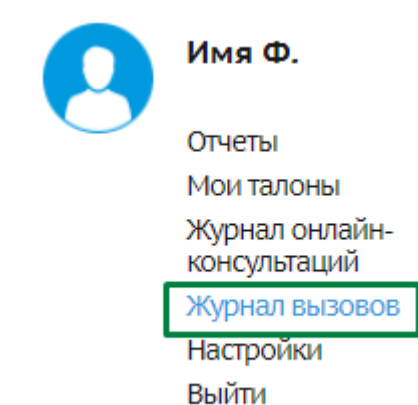 Имя Ф.
Отчеты
Мои талоны
Журнал онлайн-
консультаций
Журнал вызовов
Настройки
Выйти